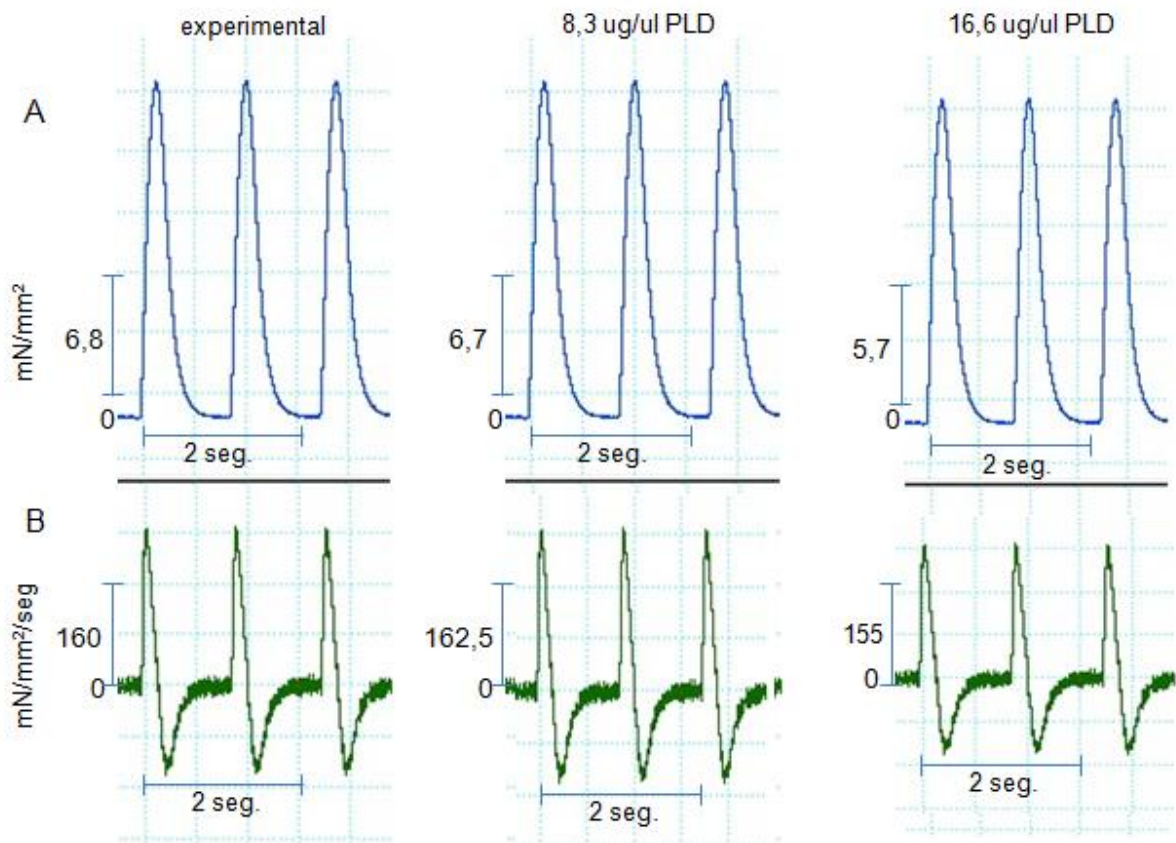 experimental
8,3 ug/ul PLD
16,6 ug/ul PLD
A
mN/mm²
6,8
0
2 seg.
6,7
0
2 seg.
5,7
0
2 seg.
B
mN/mm²/seg
160
0
2 seg.
162,5
0
2 seg.
155
0
2 seg.